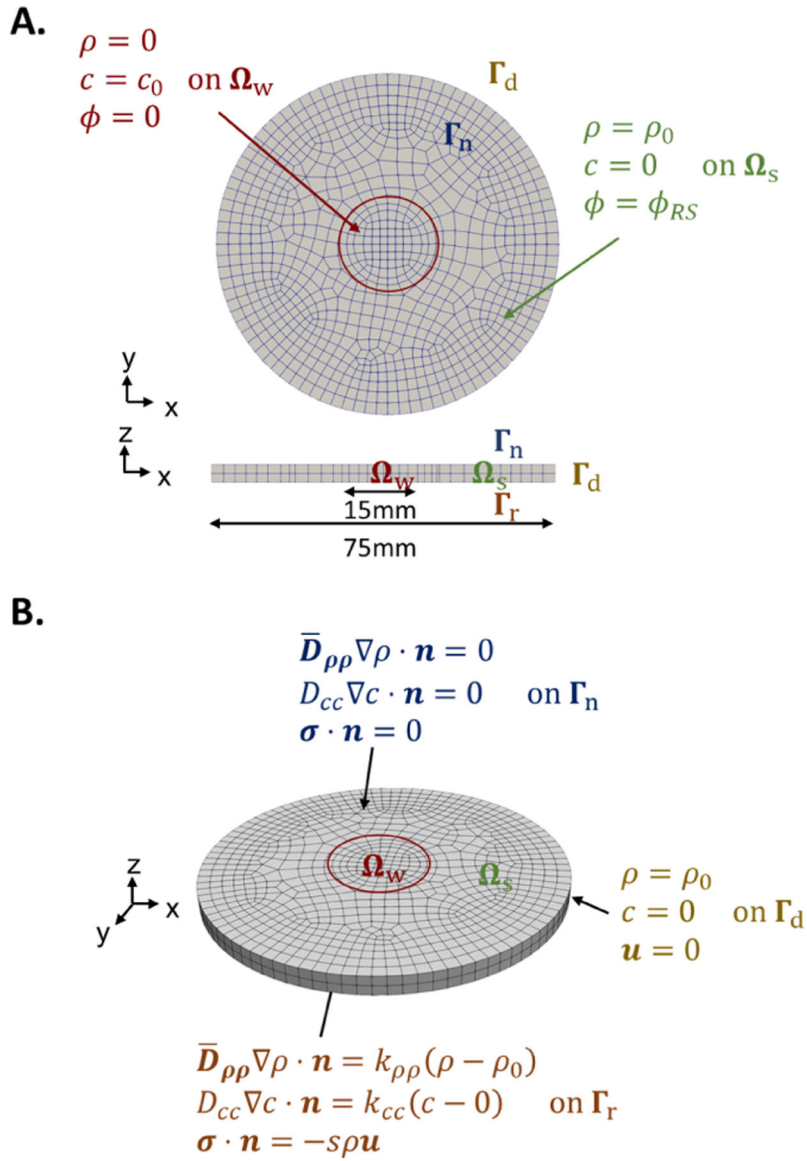 A.
ρ = 0
c = c₀ on Ω_w
ϕ = 0
Γ_d
Γ_n
ρ = ρ₀
c = 0 on Ω_s
ϕ = ϕ_RS
y
x
z
x
Γ_n
Ω_w
Ω_s
Γ_d
Γ_r
15mm
75mm
B.
D̅_ρρ∇ρ · n = 0
D_cc∇c · n = 0 on Γ_n
σ · n = 0
Ω_w
Ω_s
z
x
y
ρ = ρ₀
c = 0 on Γ_d
u = 0
D̅_ρρ∇ρ · n = k_ρρ(ρ − ρ₀)
D_cc∇c · n = k_cc(c − 0) on Γ_r
σ · n = −sρu